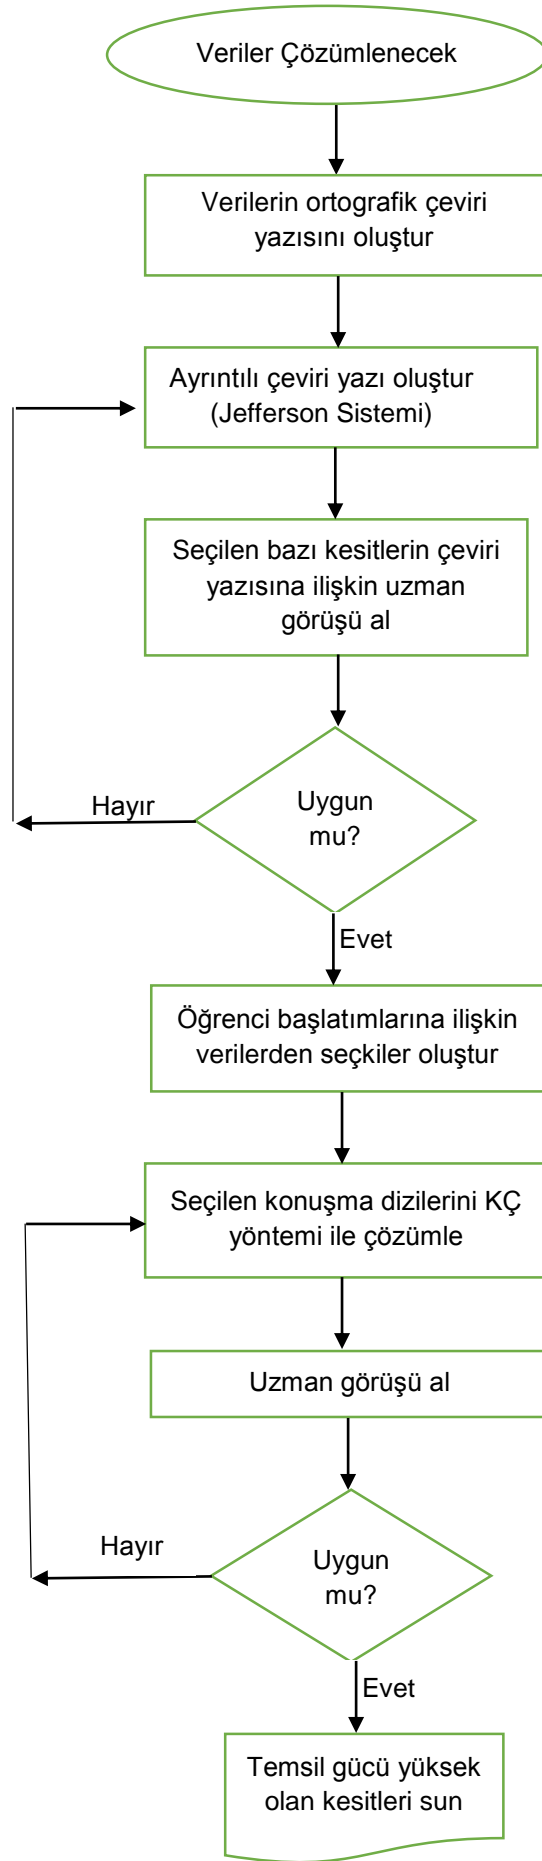 Veriler Çözümlenecek
Verilerin ortografik çeviri
yazısını oluştur
Ayrıntılı çeviri yazı oluştur
(Jefferson Sistemi)
Seçilen bazı kesitlerin çeviri
yazısına ilişkin uzman
görüşü al
Hayır
Uygun
mu?
Evet
Öğrenci başlatımlarına ilişkin
verilerden seçkiler oluştur
Seçilen konuşma dizilerini KÇ
yöntemi ile çözümle
Uzman görüşü al
Hayır
Uygun
mu?
Evet
Temsil gücü yüksek
olan kesitleri sun